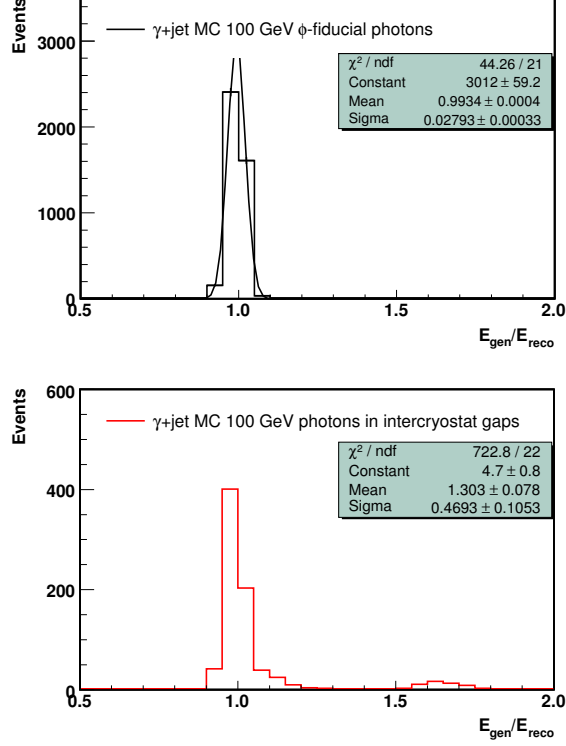 Events
γ+jet MC 100 GeV ϕ-fiducial photons
χ² / ndf 44.26 / 21
Constant 3012 ± 59.2
Mean 0.9934 ± 0.0004
Sigma 0.02793 ± 0.00033
3000
2000
1000
0
0.5 1.0 1.5 2.0
E_gen/E_reco
Events
600
γ+jet MC 100 GeV photons in intercryostat gaps
χ² / ndf 722.8 / 22
Constant 4.7 ± 0.8
Mean 1.303 ± 0.078
Sigma 0.4693 ± 0.1053
400
200
0
0.5 1.0 1.5 2.0
E_gen/E_reco